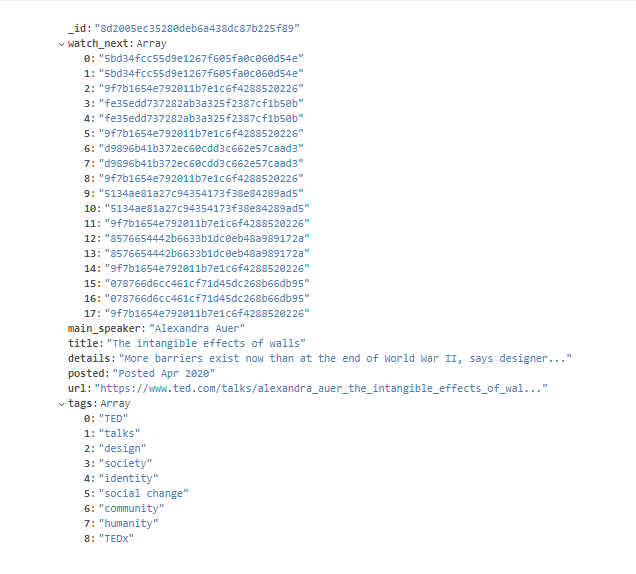 _id: "8d2005ec35280deb6a438dc87b225f89"
watch_next: Array
0: "5bd34fcc55d9e1267f605fa0c060d54e"
1: "5bd34fcc55d9e1267f605fa0c060d54e"
2: "9f7b1654e792011b7e1c6f4288520226"
3: "fe35edd737282ab3a325f2387cf1b50b"
4: "fe35edd737282ab3a325f2387cf1b50b"
5: "9f7b1654e792011b7e1c6f4288520226"
6: "d9896b41b372ec60cdd3c662e57caad3"
7: "d9896b41b372ec60cdd3c662e57caad3"
8: "9f7b1654e792011b7e1c6f4288520226"
9: "5134ae81a27c94354173f38e84289ad5"
10: "5134ae81a27c94354173f38e84289ad5"
11: "9f7b1654e792011b7e1c6f4288520226"
12: "8576654442b6633b1dc0eb48a989172a"
13: "8576654442b6633b1dc0eb48a989172a"
14: "9f7b1654e792011b7e1c6f4288520226"
15: "078766d6cc461cf71d45dc268b66db95"
16: "078766d6cc461cf71d45dc268b66db95"
17: "9f7b1654e792011b7e1c6f4288520226"
main_speaker: "Alexandra Auer"
title: "The intangible effects of walls"
details: "More barriers exist now than at the end of World War II, says designer..."
posted: "Posted Apr 2020"
url: "https://www.ted.com/talks/alexandra_auer_the_intangible_effects_of_wal..."
tags: Array
0: "TED"
1: "talks"
2: "design"
3: "society"
4: "identity"
5: "social change"
6: "community"
7: "humanity"
8: "TEDx"